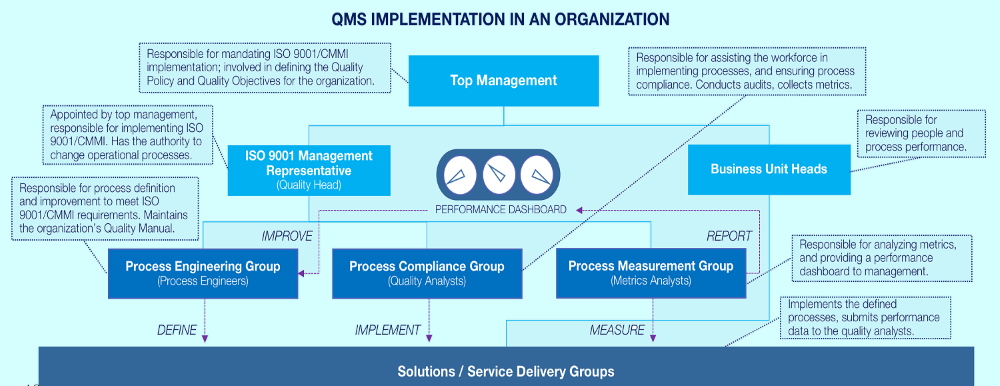 QMS IMPLEMENTATION IN AN ORGANIZATION
Responsible for mandating ISO 9001/CMMI
implementation; involved in defining the Quality
Policy and Quality Objectives for the organization.
Top Management
Responsible for assisting the workforce in
implementing processes, and ensuring process
compliance. Conducts audits, collects metrics.
Appointed by top management,
responsible for implementing ISO
9001/CMMI. Has the authority to
change operational processes.
ISO 9001 Management
Representative
(Quality Head)
Business Unit Heads
Responsible for
reviewing people and
process performance.
Responsible for process definition
and improvement to meet ISO
9001/CMMI requirements. Maintains
the organization's Quality Manual.
PERFORMANCE DASHBOARD
IMPROVE
REPORT
Process Engineering Group
(Process Engineers)
Process Compliance Group
(Quality Analysts)
Process Measurement Group
(Metrics Analysts)
Responsible for analyzing metrics,
and providing a performance
dashboard to management.
DEFINE
IMPLEMENT
MEASURE
Implements the defined
processes, submits performance
data to the quality analysts.
Solutions / Service Delivery Groups